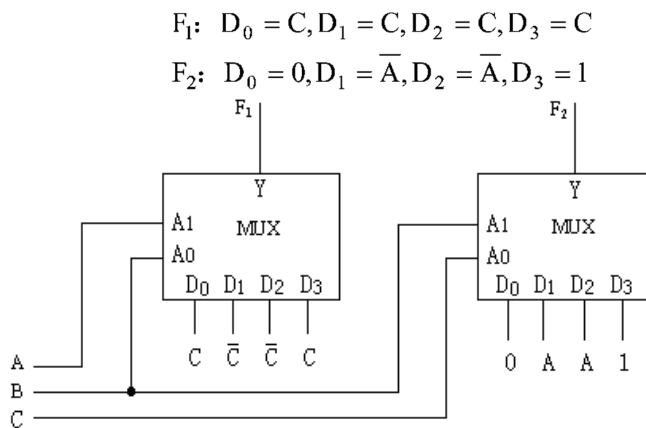 F₁: D₀ = C, D₁ = C, D₂ = C, D₃ = C
F₂: D₀ = 0, D₁ = A̅, D₂ = A̅, D₃ = 1
F₁ F₂
Y Y
A1 MUX A1 MUX
A0 A0
D₀ D₁ D₂ D₃ D₀ D₁ D₂ D₃
C C̅ C̅ C 0 A A 1
A
B
C